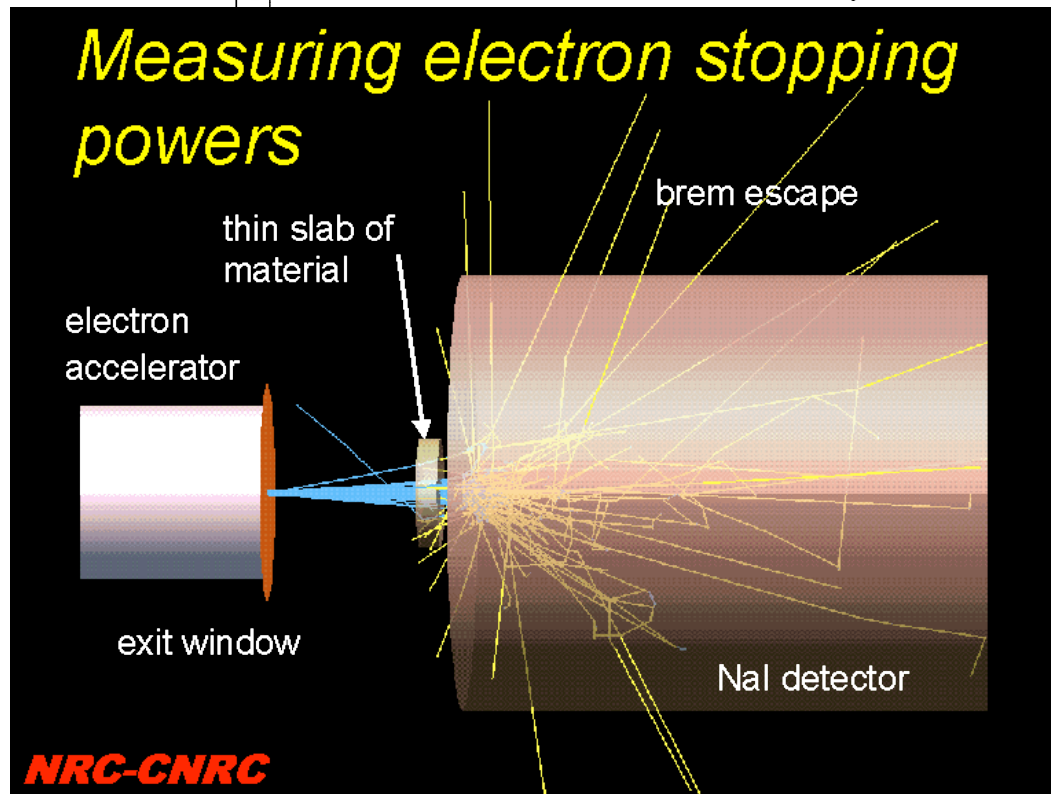 Measuring electron stopping
powers
brem escape
thin slab of
material
electron
accelerator
exit window
NaI detector
NRC-CNRC